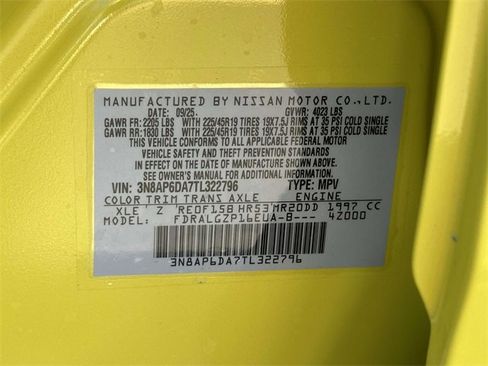 MANUFACTURED BY NISSAN MOTOR CO.,LTD.
DATE: 09/25. GVWR: 4023 LBS
GAWR FR: 2205 LBS WITH 225/45R19 TIRES 19X7.5J RIMS AT 35 PSI COLD SINGLE
GAWR RR: 1830 LBS WITH 225/45R19 TIRES 19X7.5J RIMS AT 35 PSI COLD SINGLE
THIS VEHICLE CONFORMS TO ALL APPLICABLE FEDERAL MOTOR
VEHICLE SAFETY AND THEFT PREVENTION STANDARDS
IN EFFECT ON THE DATE OF MANUFACTURE SHOWN ABOVE.
SEE OWNER'S MANUAL FOR ADDITIONAL INFORMATION.
VIN: 3N8AP6DA7TL322796 TYPE: MPV
COLOR TRIM TRANS AXLE ENGINE
XLE Z RE0F15B HR53 MR20DD 1997 CC
MODEL: FDRALGZP16EUA-B--- 4Z000
3N8AP6DA7TL322796